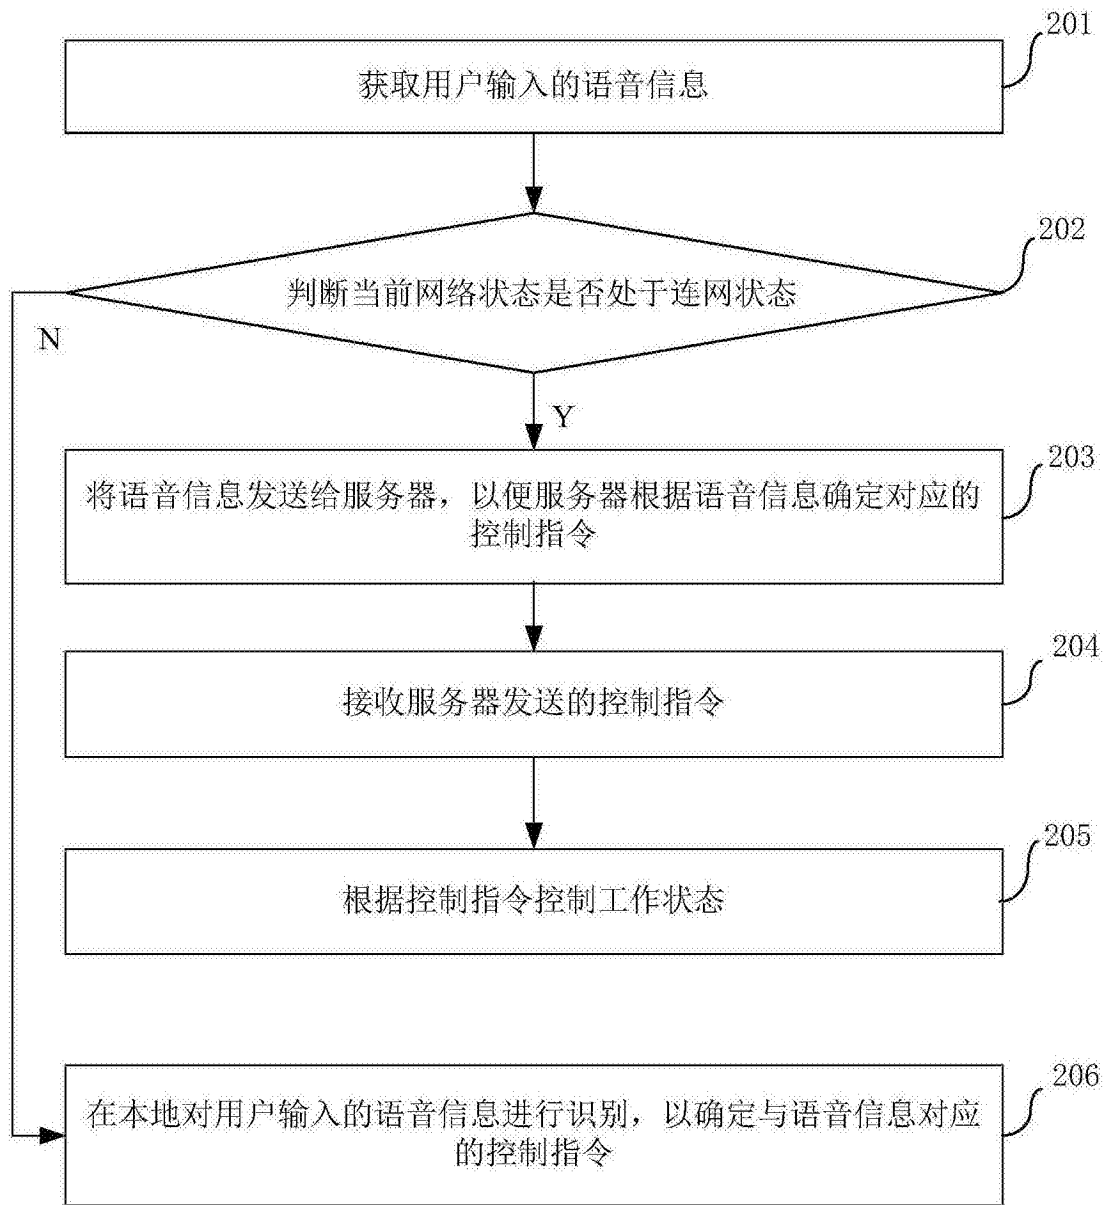 201
获取用户输入的语音信息
202
判断当前网络状态是否处于连网状态
N
Y
203
将语音信息发送给服务器，以便服务器根据语音信息确定对应的
控制指令
204
接收服务器发送的控制指令
205
根据控制指令控制工作状态
206
在本地对用户输入的语音信息进行识别，以确定与语音信息对应
的控制指令